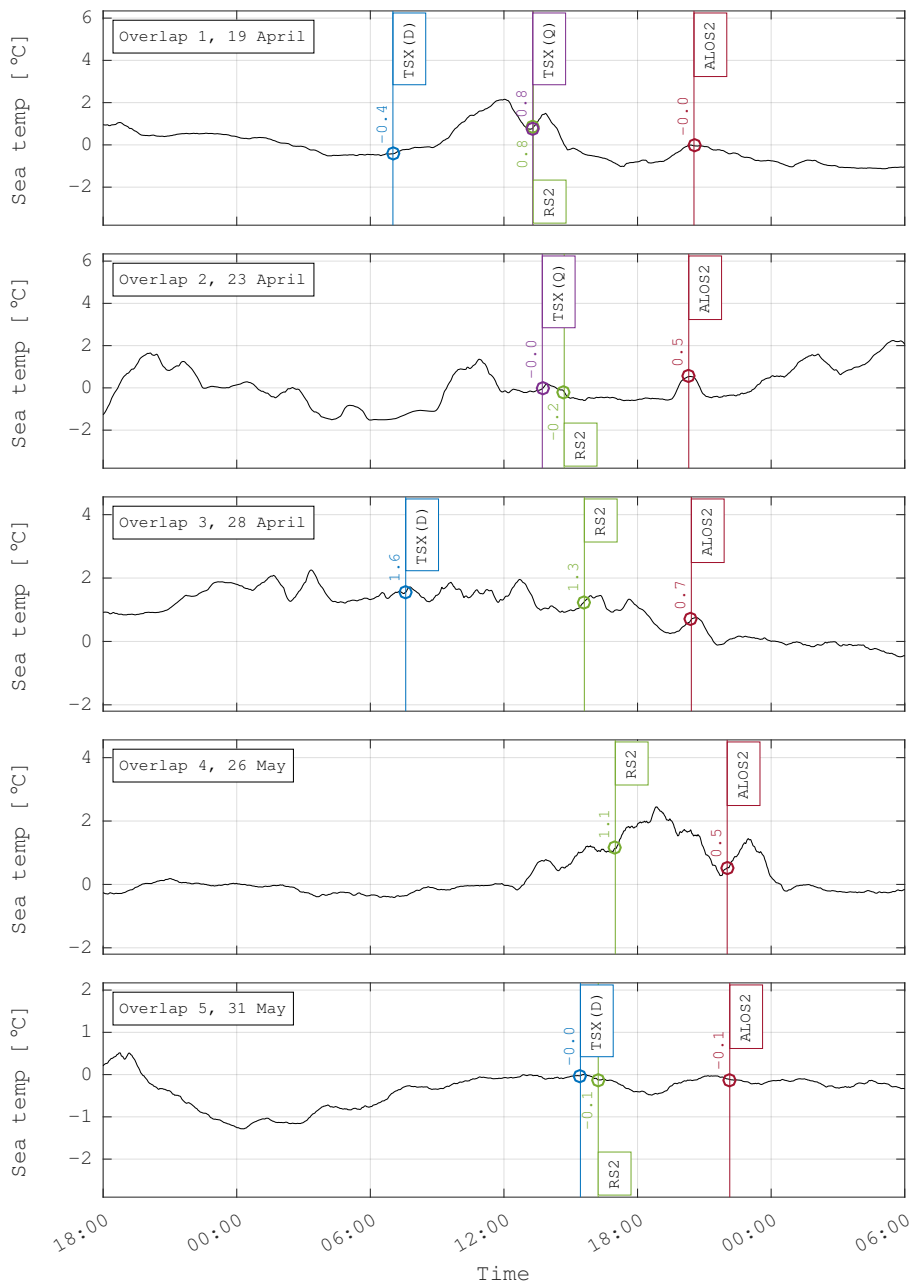 Overlap 1, 19 April
Sea temp [°C]
6
4
2
0
−2
TSX(D)
−0.4
TSX(Q)
0.8
0.8
RS2
ALOS2
−0.0
Overlap 2, 23 April
Sea temp [°C]
6
4
2
0
−2
TSX(Q)
−0.0
−0.2
RS2
ALOS2
0.5
Overlap 3, 28 April
Sea temp [°C]
4
2
0
−2
TSX(D)
1.6
RS2
1.3
ALOS2
0.7
Overlap 4, 26 May
Sea temp [°C]
4
2
0
−2
RS2
1.1
ALOS2
0.5
Overlap 5, 31 May
Sea temp [°C]
2
1
0
−1
−2
TSX(D)
−0.0
−0.1
RS2
ALOS2
−0.1
18:00
00:00
06:00
12:00
18:00
00:00
06:00
Time